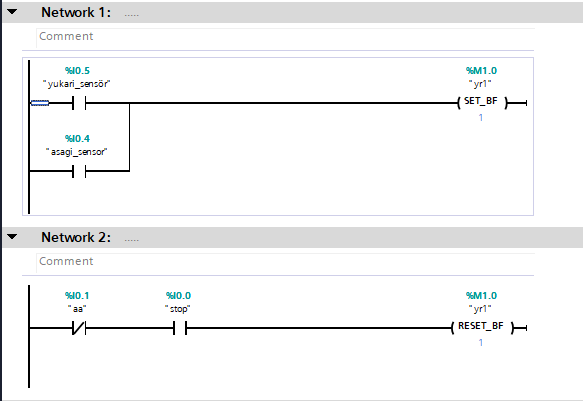 Network 1: .....
Comment
%I0.5 %M1.0
"yukari_sensör" "yr1"
SET_BF
1
%I0.4
"asagi_sensor"
Network 2: .....
Comment
%I0.1 %I0.0 %M1.0
"aa" "stop" "yr1"
RESET_BF
1